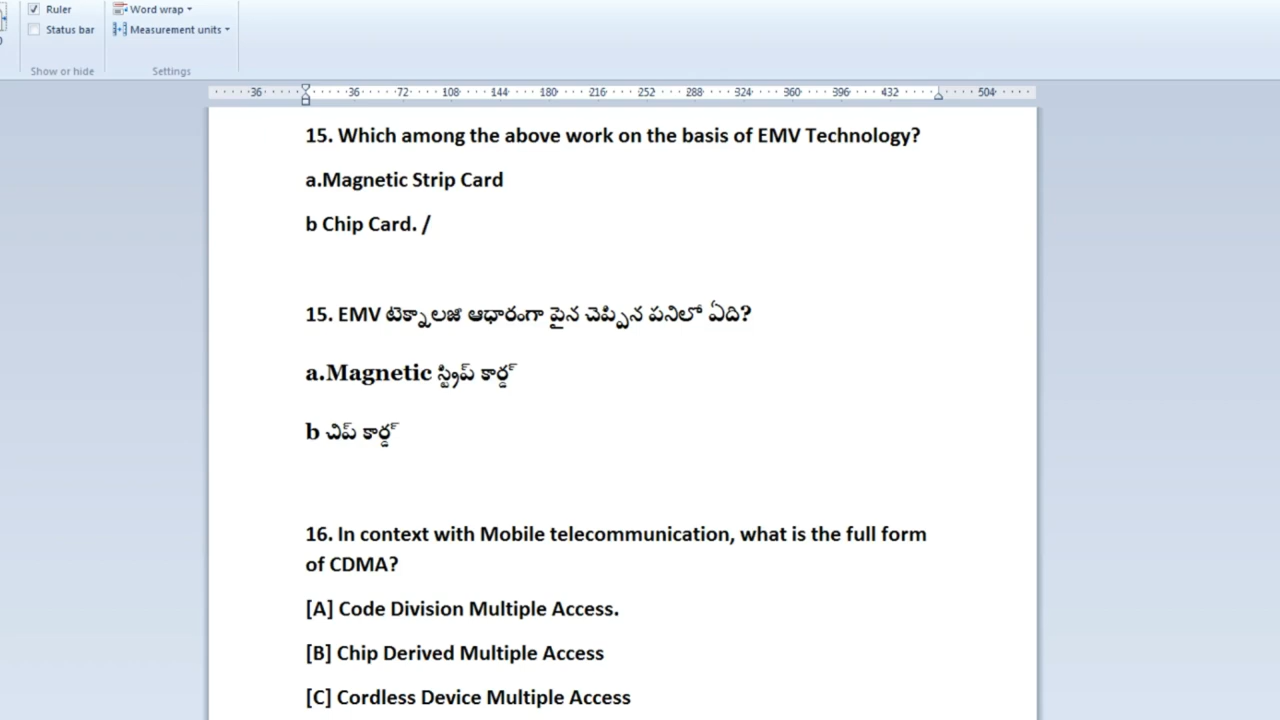 Ruler
Word wrap
Status bar
Measurement units
Show or hide
Settings
36 36 72 108 144 180 216 252 288 324 360 396 432 504
15. Which among the above work on the basis of EMV Technology?
a.Magnetic Strip Card
b Chip Card. /
15. EMV టెక్నాలజీ ఆధారంగా పైన చెప్పిన పనిలో ఏది?
a.Magnetic స్ట్రిప్ కార్డ్
b చిప్ కార్డ్
16. In context with Mobile telecommunication, what is the full form
of CDMA?
[A] Code Division Multiple Access.
[B] Chip Derived Multiple Access
[C] Cordless Device Multiple Access